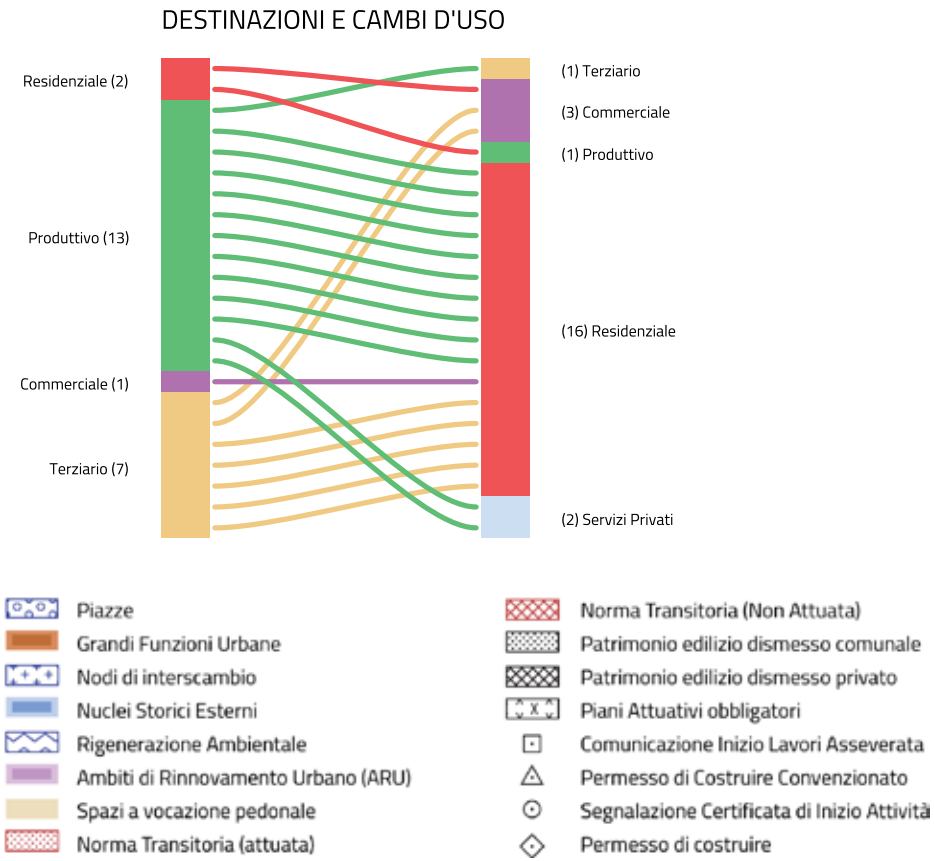 DESTINAZIONI E CAMBI D'USO
Residenziale (2)
Produttivo (13)
Commerciale (1)
Terziario (7)
(1) Terziario
(3) Commerciale
(1) Produttivo
(16) Residenziale
(2) Servizi Privati
Piazze
Grandi Funzioni Urbane
Nodi di interscambio
Nuclei Storici Esterni
Rigenerazione Ambientale
Ambiti di Rinnovamento Urbano (ARU)
Spazi a vocazione pedonale
Norma Transitoria (attuata)
Norma Transitoria (Non Attuata)
Patrimonio edilizio dismesso comunale
Patrimonio edilizio dismesso privato
Piani Attuativi obbligatori
Comunicazione Inizio Lavori Asseverata
Permesso di Costruire Convenzionato
Segnalazione Certificata di Inizio Attività
Permesso di costruire